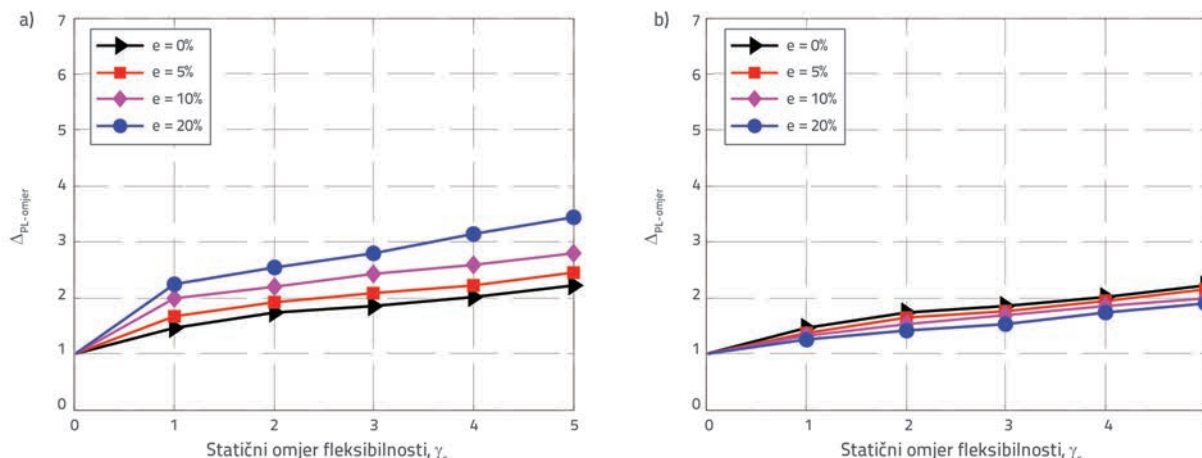 a)
7
6
5
4
3
2
1
0
Δ PL-omjer
e = 0%
e = 5%
e = 10%
e = 20%
0 1 2 3 4 5
Statični omjer fleksibilnosti, γ
b)
7
6
5
4
3
2
1
0
Δ PL-omjer
e = 0%
e = 5%
e = 10%
e = 20%
0 1 2 3 4
Statični omjer fleksibilnosti, γ